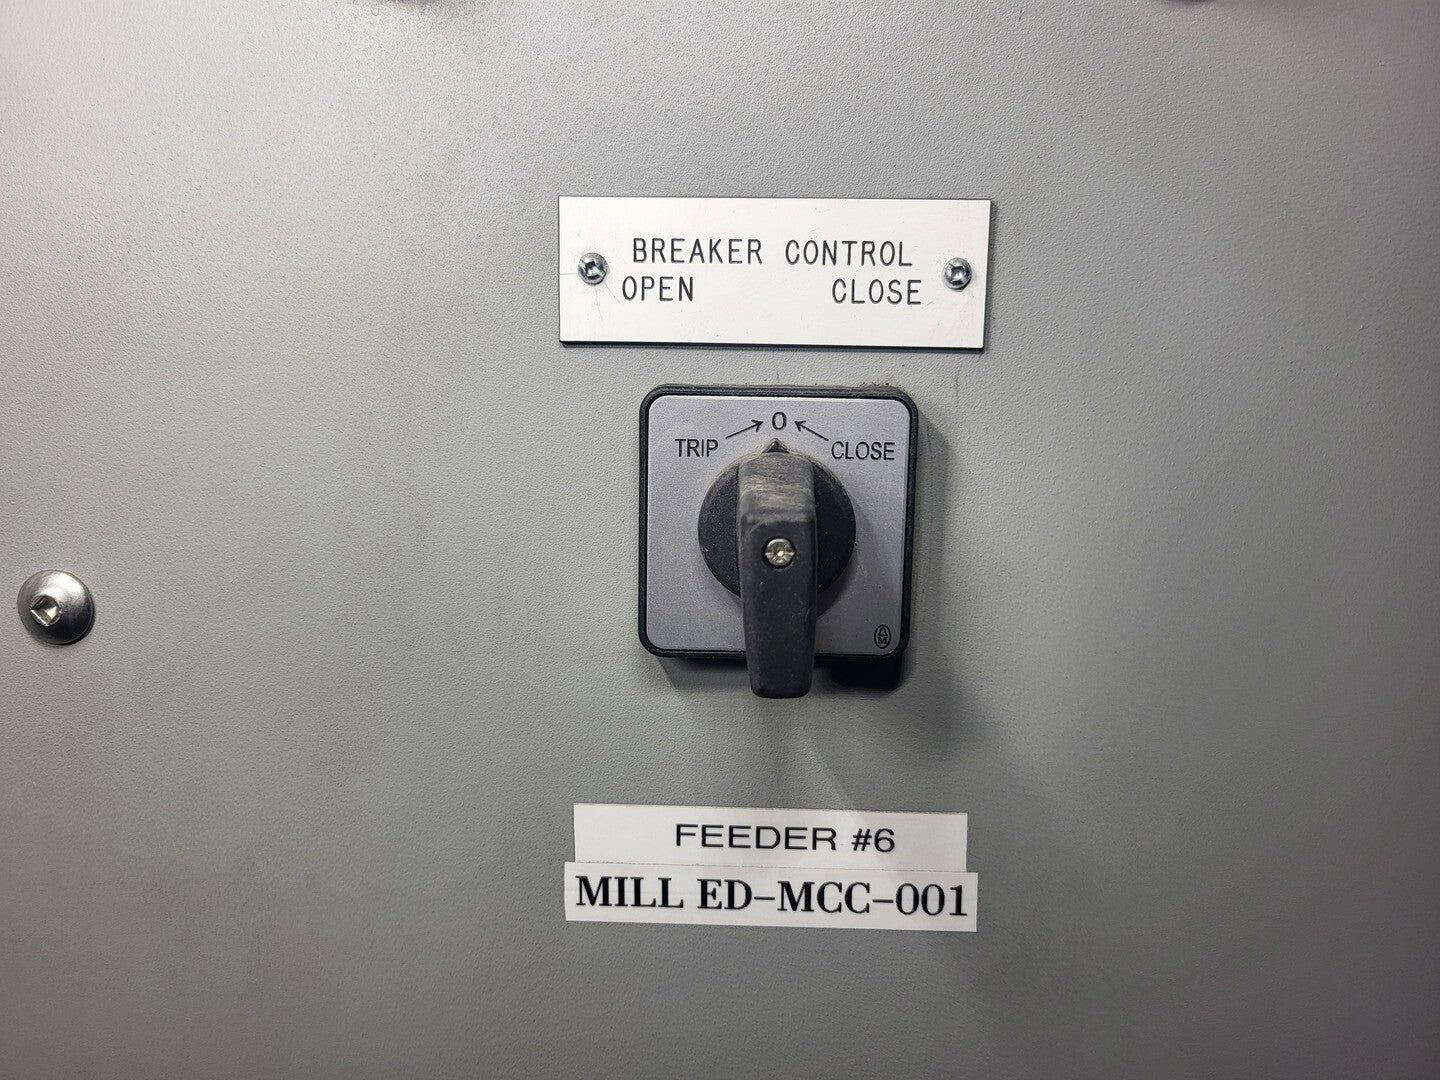 BREAKER CONTROL
OPEN CLOSE
0
TRIP CLOSE
FEEDER #6
MILL ED-MCC-001